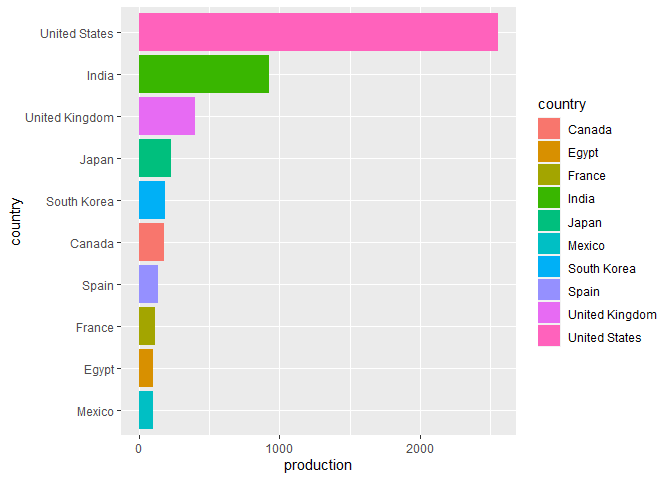 United States
India
United Kingdom
Japan
South Korea
Canada
Spain
France
Egypt
Mexico
country
0 1000 2000
production
country
Canada
Egypt
France
India
Japan
Mexico
South Korea
Spain
United Kingdom
United States